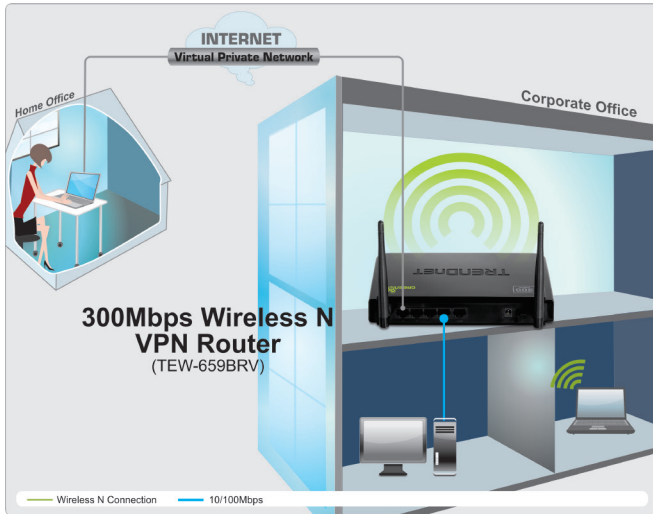 INTERNET
Virtual Private Network
Home Office
Corporate Office
TRENDnet
GREENnet
300Mbps Wireless N
VPN Router
(TEW-659BRV)
Wireless N Connection
10/100Mbps